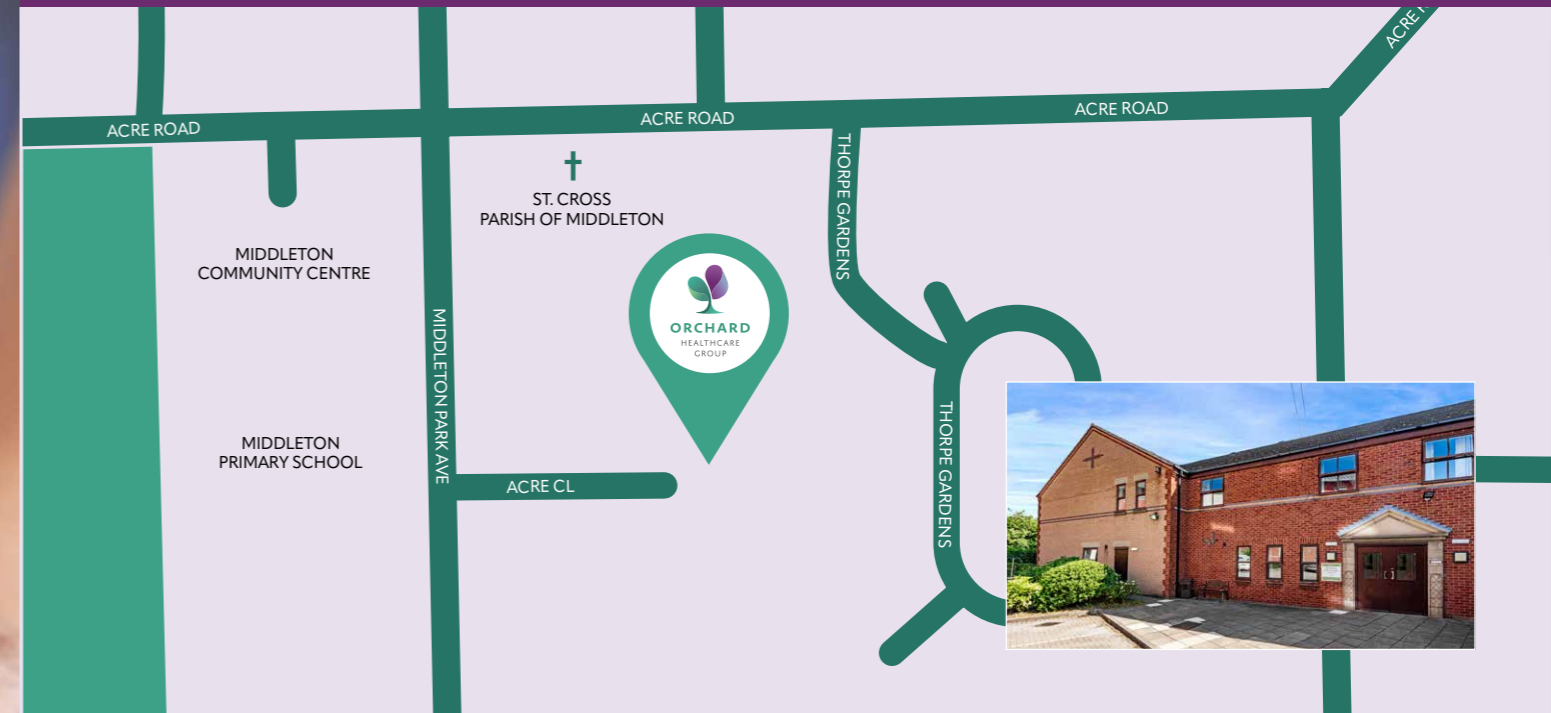 ACRE
ACRE ROAD
ACRE ROAD
ACRE ROAD
THORPE GARDENS
ST. CROSS
PARISH OF MIDDLETON
MIDDLETON
COMMUNITY CENTRE
ORCHARD
HEALTHCARE
GROUP
MIDDLETON PARK AVE
MIDDLETON
PRIMARY SCHOOL
ACRE CL
THORPE GARDENS